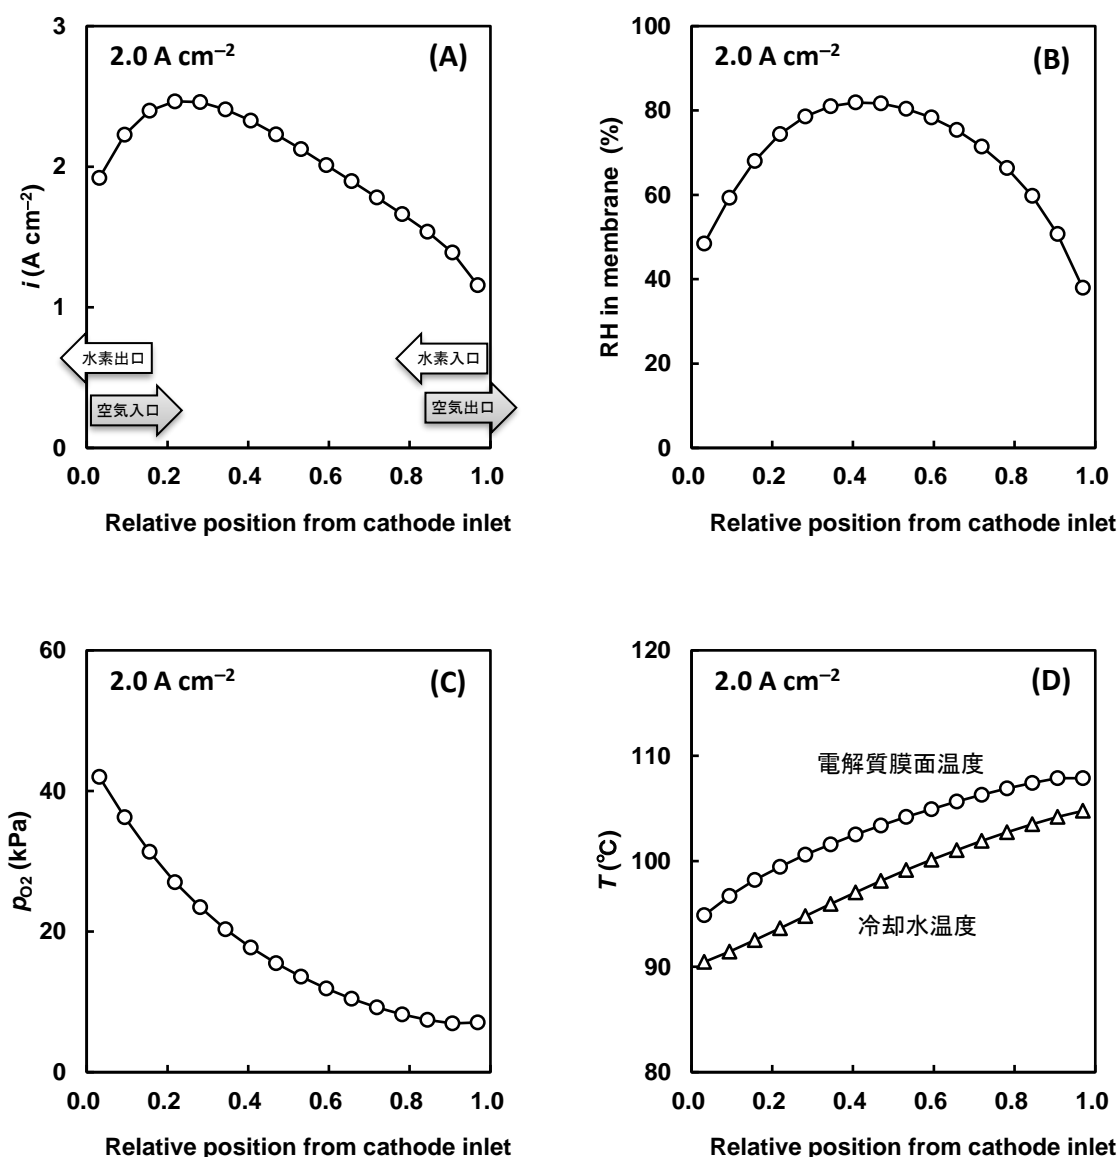 2.0 A cm⁻² (A)
3
2
1
0
i (A cm⁻²)
水素出口
空気入口
水素入口
空気出口
0.0 0.2 0.4 0.6 0.8 1.0
Relative position from cathode inlet
2.0 A cm⁻² (B)
100
80
60
40
20
0
RH in membrane (%)
0.0 0.2 0.4 0.6 0.8 1.0
Relative position from cathode inlet
2.0 A cm⁻² (C)
60
40
20
0
pO2 (kPa)
0.0 0.2 0.4 0.6 0.8 1.0
Relative position from cathode inlet
2.0 A cm⁻² (D)
120
110
100
90
80
T (°C)
電解質膜面温度
冷却水温度
0.0 0.2 0.4 0.6 0.8 1.0
Relative position from cathode inlet